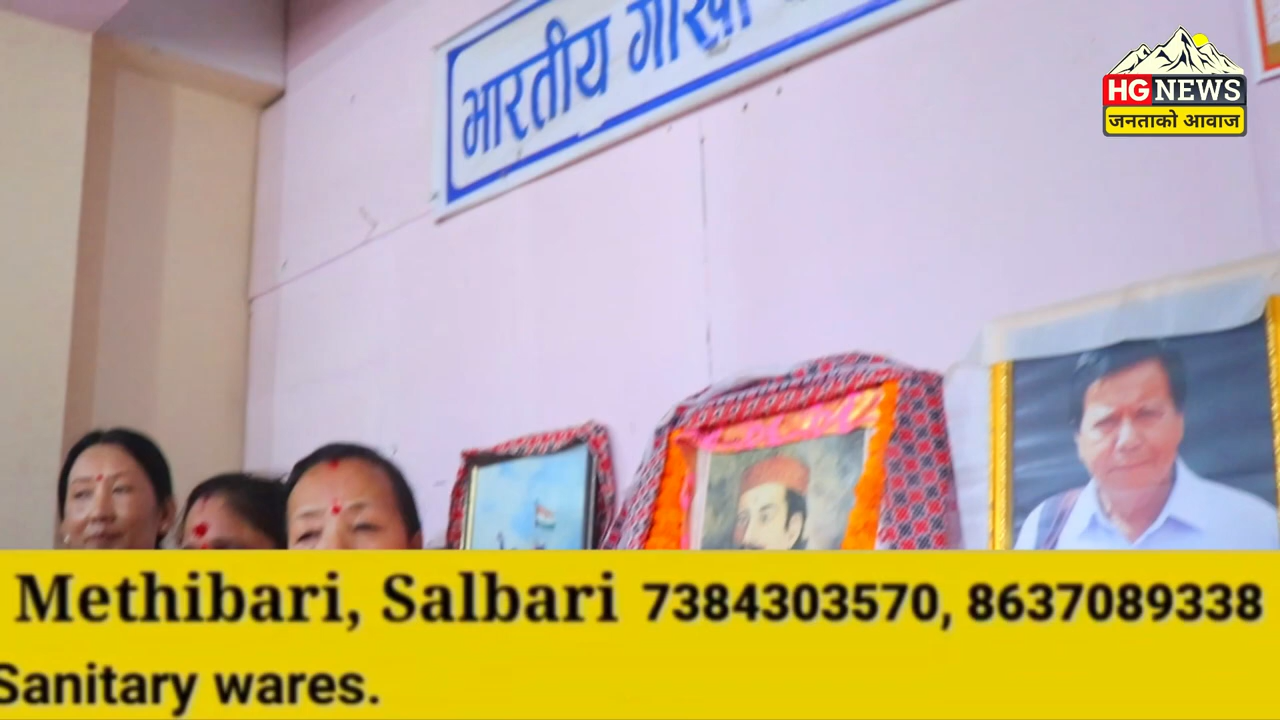 भारतीय गोर्खा
HG NEWS
जनताको आवाज
Methibari, Salbari 7384303570, 8637089338
Sanitary wares.